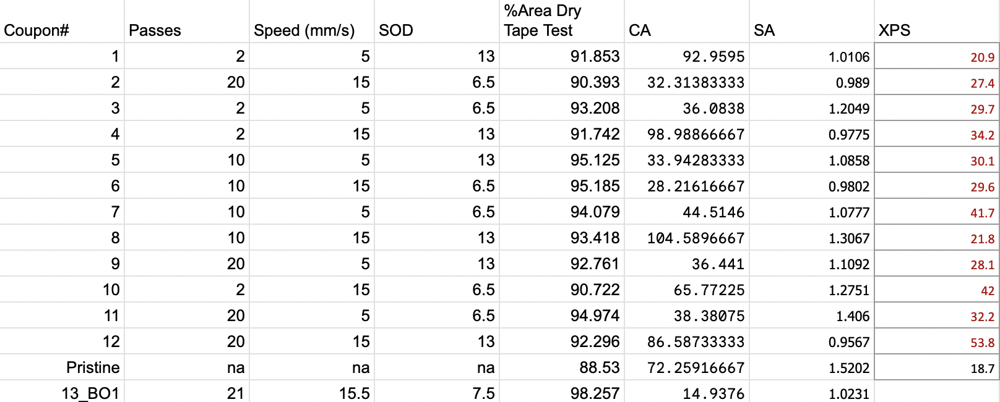 Coupon# Passes Speed (mm/s) SOD %Area Dry Tape Test CA SA XPS
1 2 5 13 91.853 92.9595 1.0106 20.9
2 20 15 6.5 90.393 32.31383333 0.989 27.4
3 2 5 6.5 93.208 36.0838 1.2049 29.7
4 2 15 13 91.742 98.98866667 0.9775 34.2
5 10 5 13 95.125 33.94283333 1.0858 30.1
6 10 15 6.5 95.185 28.21616667 0.9802 29.6
7 10 5 6.5 94.079 44.5146 1.0777 41.7
8 10 15 13 93.418 104.5896667 1.3067 21.8
9 20 5 13 92.761 36.441 1.1092 28.1
10 2 15 6.5 90.722 65.77225 1.2751 42
11 20 5 6.5 94.974 38.38075 1.406 32.2
12 20 15 13 92.296 86.58733333 0.9567 53.8
Pristine na na na 88.53 72.25916667 1.5202 18.7
13_BO1 21 15.5 7.5 98.257 14.9376 1.0231